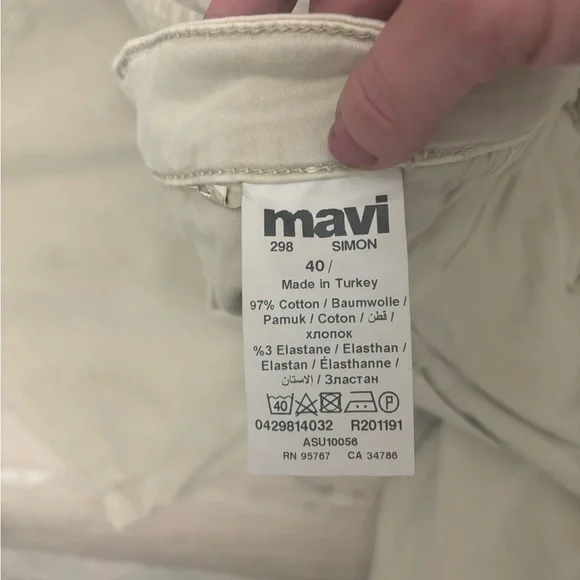 mavi
298 SIMON
40 /
Made in Turkey
97% Cotton / Baumwolle /
Pamuk / Coton / قطن /
хлопок
%3 Elastane / Elasthan /
Elastan / Élasthanne /
الاستان / Эластан
40 P
0429814032 R201191
ASU10056
RN 95767 CA 34786